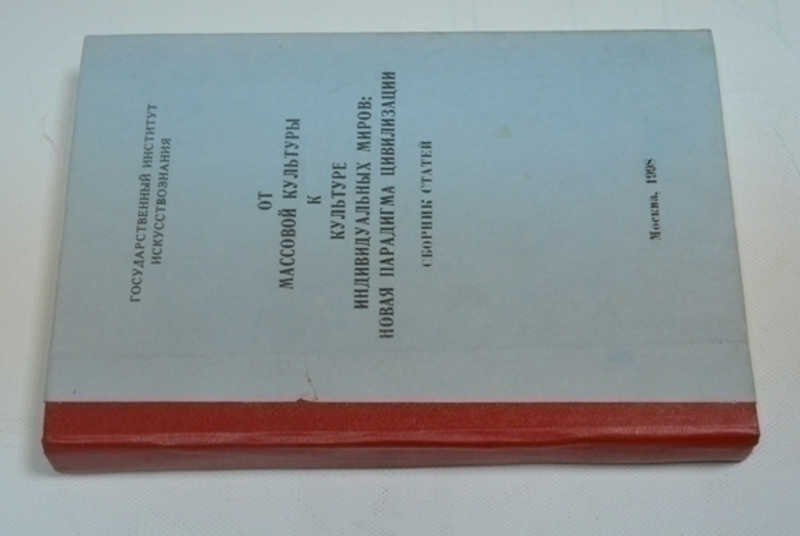 ГОСУДАРСТВЕННЫЙ ИНСТИТУТ
ИСКУССТВОЗНАНИЯ
ОТ
МАССОВОЙ КУЛЬТУРЫ
К
КУЛЬТУРЕ
ИНДИВИДУАЛЬНЫХ МИРОВ:
НОВАЯ ПАРАДИГМА ЦИВИЛИЗАЦИИ
СБОРНИК СТАТЕЙ
Москва, 1998